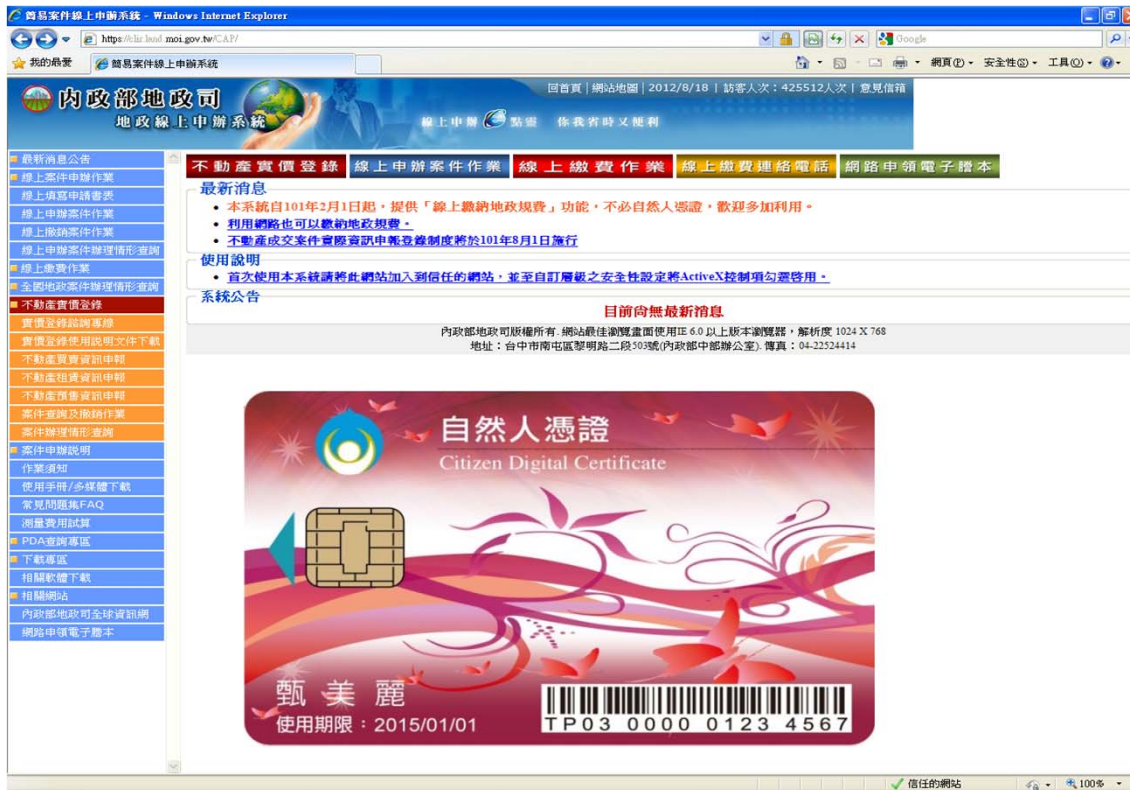 簡易案件線上申辦系統 - Windows Internet Explorer
https://clir.land.moi.gov.tw/CAP/
Google
我的最愛
簡易案件線上申辦系統
網頁(P)
安全性(S)
工具(O)
內政部地政司
地政線上申辦系統
回首頁 | 網站地圖 | 2012/8/18 | 訪客人次：425512人次 | 意見信箱
線上申辦 e 點靈 你我省時又便利
不動產實價登錄 線上申辦案件作業 線上繳費作業 線上繳費連絡電話 網路申領電子謄本
最新消息公告
線上案件申辦作業
線上填寫申請書表
線上申辦案件作業
線上撤銷案件作業
線上申辦案件辦理情形查詢
線上繳費作業
全國地政案件辦理情形查詢
不動產實價登錄
實價登錄諮詢專線
實價登錄使用說明文件下載
不動產買賣資訊申報
不動產租賃資訊申報
不動產預售資訊申報
案件查詢及撤銷作業
案件辦理情形查詢
案件申辦說明
作業須知
使用手冊/多媒體下載
常見問題集FAQ
測量費用試算
PDA查詢專區
下載專區
相關軟體下載
相關網站
內政部地政司全球資訊網
網路申領電子謄本
最新消息
本系統自101年2月1日起，提供「線上繳納地政規費」功能，不必自然人憑證，歡迎多加利用。
利用網路也可以繳納地政規費。
不動產成交案件實際資訊申報登錄制度將於101年8月1日施行
使用說明
首次使用本系統請將此網站加入到信任的網站，並至自訂層級之安全性設定將ActiveX控制項勾選啓用。
系統公告
目前尚無最新消息
內政部地政司版權所有. 網站最佳瀏覽畫面使用IE 6.0 以上版本瀏覽器，解析度 1024 X 768
地址：台中市南屯區黎明路二段503號(內政部中部辦公室). 傳真：04-22524414
自然人憑證
Citizen Digital Certificate
甄 美 麗
使用期限：2015/01/01
TP03 0000 0123 4567
信任的網站
100%